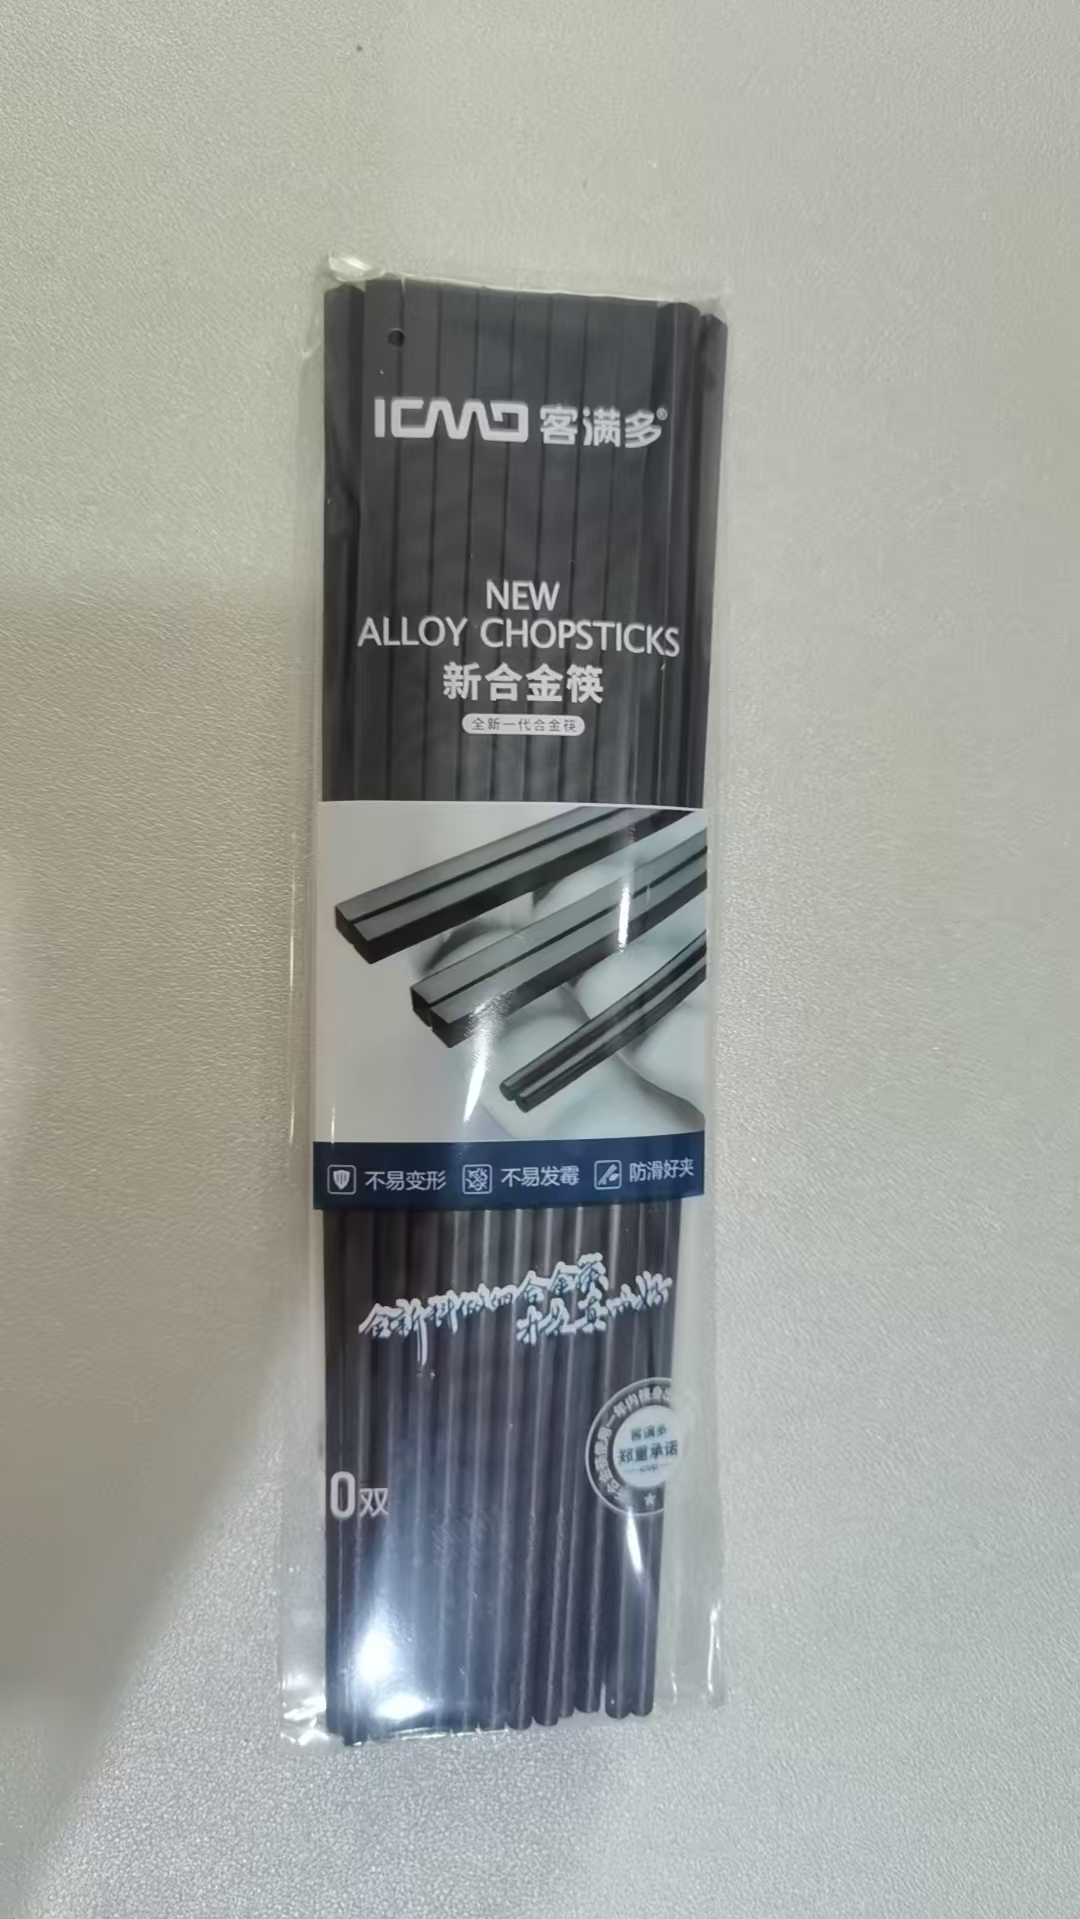 ICMD 客满多®
NEW
ALLOY CHOPSTICKS
新合金筷
全新一代合金筷
不易变形 不易发霉 防滑好夹
0双
客满多
郑重承诺